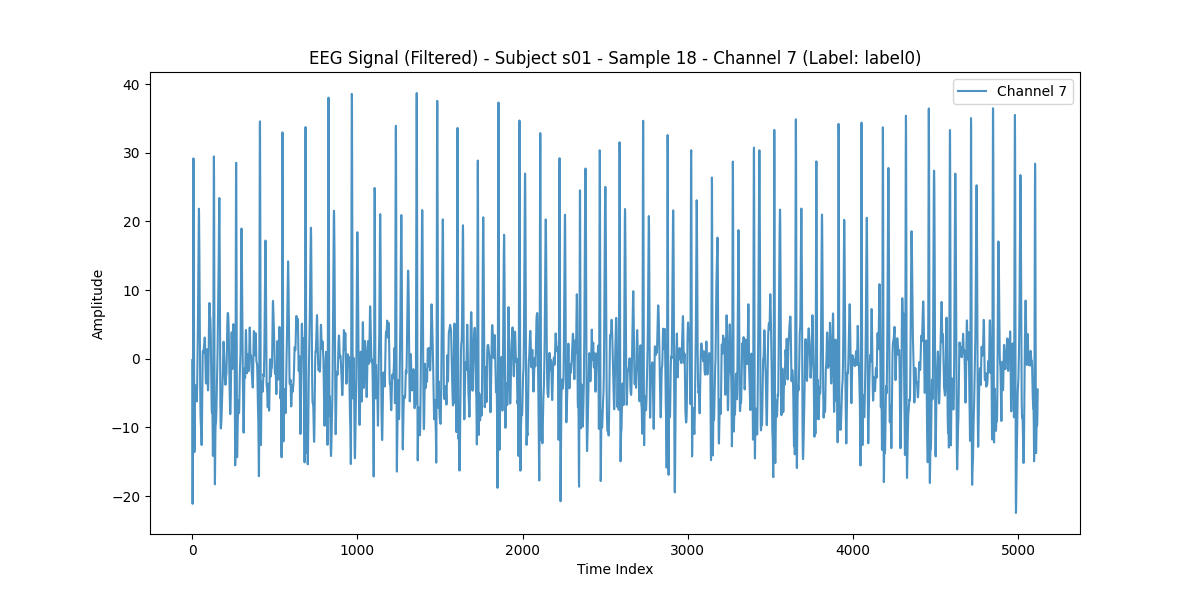 EEG Signal (Filtered) - Subject s01 - Sample 18 - Channel 7 (Label: label0)
Channel 7
40
30
20
10
0
−10
−20
Amplitude
0 1000 2000 3000 4000 5000
Time Index